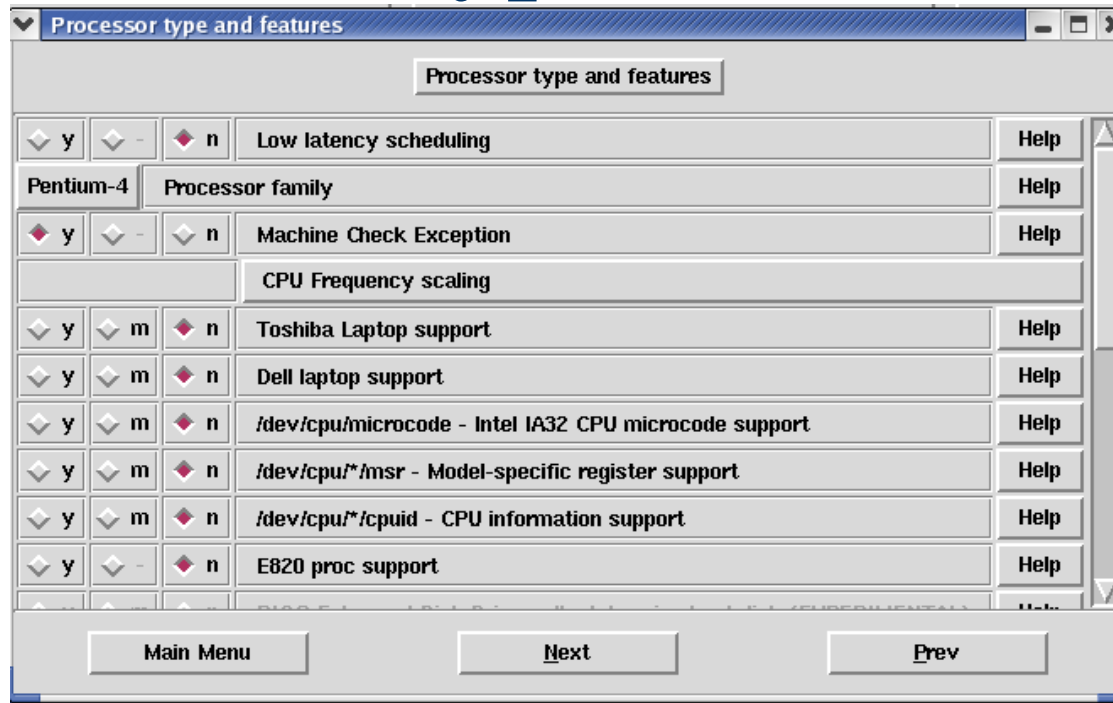 Processor type and features
Processor type and features
y - n Low latency scheduling Help
Pentium-4 Processor family Help
y - n Machine Check Exception Help
CPU Frequency scaling
y m n Toshiba Laptop support Help
y m n Dell laptop support Help
y m n /dev/cpu/microcode - Intel IA32 CPU microcode support Help
y m n /dev/cpu/*/msr - Model-specific register support Help
y m n /dev/cpu/*/cpuid - CPU information support Help
y - n E820 proc support Help
Main Menu Next Prev